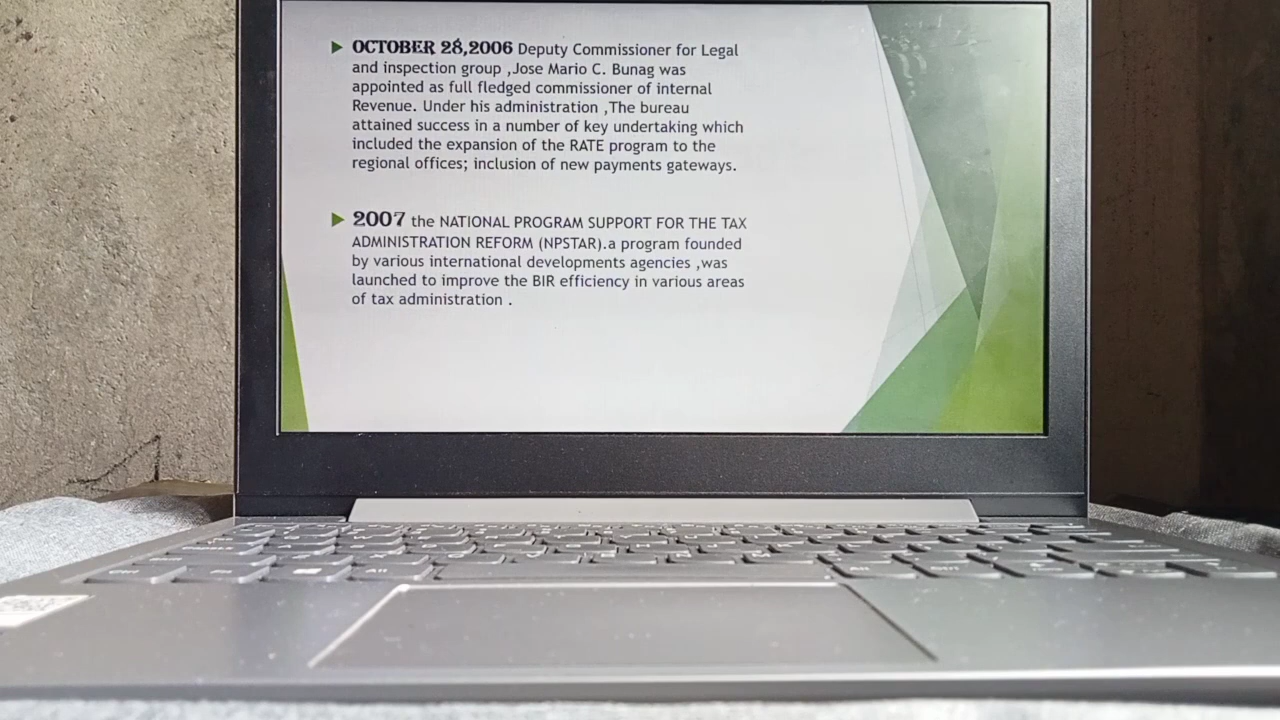 OCTOBER 28,2006 Deputy Commissioner for Legal
and inspection group ,Jose Mario C. Bunag was
appointed as full fledged commissioner of internal
Revenue. Under his administration ,The bureau
attained success in a number of key undertaking which
included the expansion of the RATE program to the
regional offices; inclusion of new payments gateways.
2007 the NATIONAL PROGRAM SUPPORT FOR THE TAX
ADMINISTRATION REFORM (NPSTAR).a program founded
by various international developments agencies ,was
launched to improve the BIR efficiency in various areas
of tax administration .